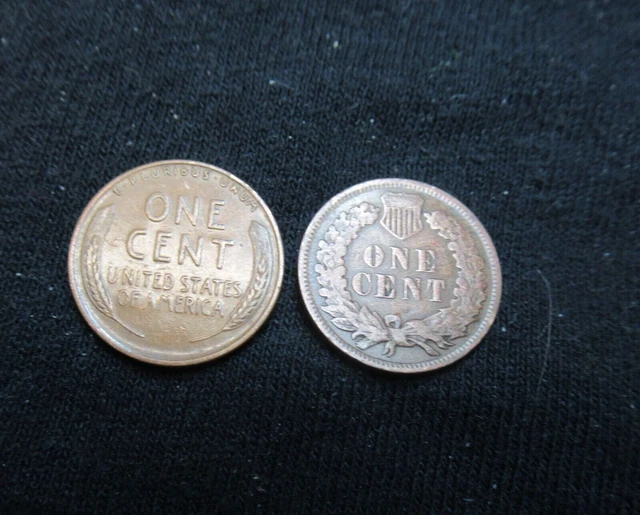 E · PLURIBUS · UNUM
ONE
CENT
UNITED STATES
OF AMERICA
ONE
CENT